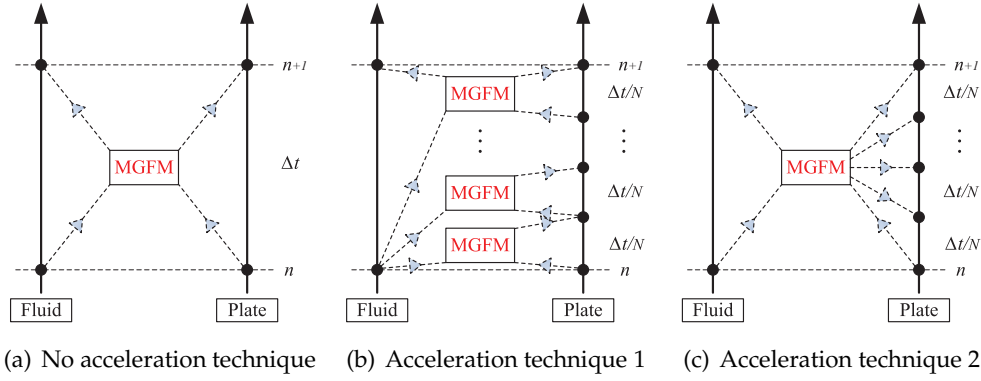 n+1
MGFM
Δt
n
Fluid
Plate
(a) No acceleration technique
n+1
MGFM
Δt/N
⋮
⋮
MGFM
Δt/N
MGFM
Δt/N
n
Fluid
Plate
(b) Acceleration technique 1
n+1
Δt/N
⋮
MGFM
Δt/N
Δt/N
n
Fluid
Plate
(c) Acceleration technique 2